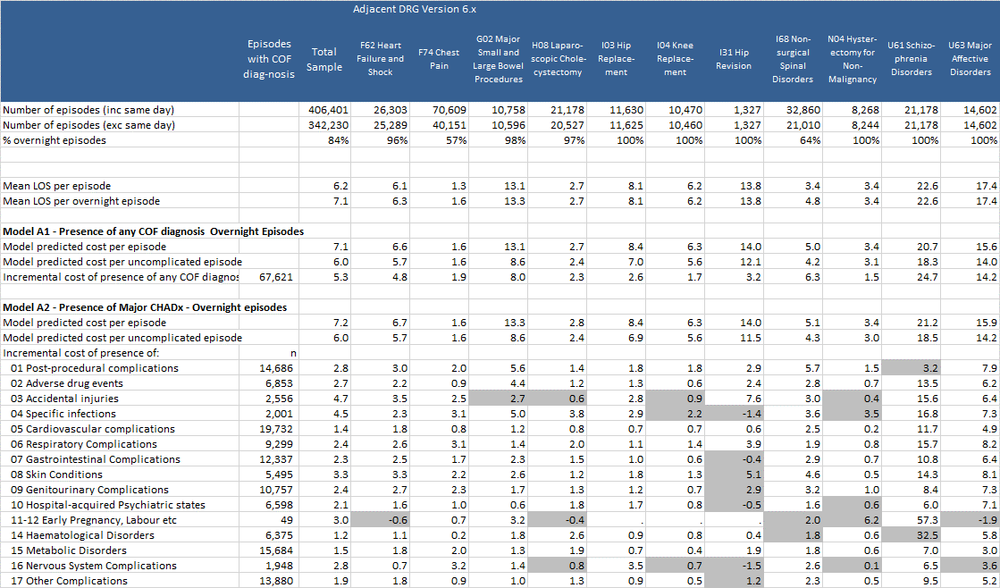 Adjacent DRG Version 6.x
Episodes with COF diag-nosis Total Sample F62 Heart Failure and Shock F74 Chest Pain G02 Major Small and Large Bowel Procedures H08 Laparo-scopic Chole-cystectomy I03 Hip Replace-ment I04 Knee Replace-ment I31 Hip Revision I68 Non-surgical Spinal Disorders N04 Hyster-ectomy for Non-Malignancy U61 Schizo-phrenia Disorders U63 Major Affective Disorders
Number of episodes (inc same day) 406,401 26,303 70,609 10,758 21,178 11,630 10,470 1,327 32,860 8,268 21,178 14,602
Number of episodes (exc same day) 342,230 25,289 40,151 10,596 20,527 11,625 10,460 1,327 21,010 8,244 21,178 14,602
% overnight episodes 84% 96% 57% 98% 97% 100% 100% 100% 64% 100% 100% 100%
Mean LOS per episode 6.2 6.1 1.3 13.1 2.7 8.1 6.2 13.8 3.4 3.4 22.6 17.4
Mean LOS per overnight episode 7.1 6.3 1.6 13.3 2.7 8.1 6.2 13.8 4.8 3.4 22.6 17.4
Model A1 - Presence of any COF diagnosis Overnight Episodes
Model predicted cost per episode 7.1 6.6 1.6 13.1 2.7 8.4 6.3 14.0 5.0 3.4 20.7 15.6
Model predicted cost per uncomplicated episode 6.0 5.7 1.6 8.6 2.4 7.0 5.6 12.1 4.2 3.1 18.3 14.0
Incremental cost of presence of any COF diagnos 67,621 5.3 4.8 1.9 8.0 2.3 2.6 1.7 3.2 6.3 1.5 24.7 14.2
Model A2 - Presence of Major CHADx - Overnight episodes
Model predicted cost per episode 7.2 6.7 1.6 13.3 2.8 8.4 6.3 14.0 5.1 3.4 21.2 15.9
Model predicted cost per uncomplicated episode 6.0 5.7 1.6 8.6 2.4 6.9 5.6 11.5 4.3 3.0 18.5 14.2
Incremental cost of presence of: n
01 Post-procedural complications 14,686 2.8 3.0 2.0 5.6 1.4 1.8 1.8 2.9 5.7 1.5 3.2 7.9
02 Adverse drug events 6,853 2.7 2.2 0.9 4.4 1.2 1.3 0.6 2.4 2.8 0.7 13.5 6.2
03 Accidental injuries 2,556 4.7 3.5 2.5 2.7 0.6 2.8 0.9 7.6 3.0 0.4 15.6 6.4
04 Specific infections 2,001 4.5 2.3 3.1 5.0 3.8 2.9 2.2 -1.4 3.6 3.5 16.8 7.3
05 Cardiovascular complications 19,732 1.4 1.8 0.8 1.2 0.8 0.7 0.7 0.6 2.5 0.2 11.7 4.9
06 Respiratory Complications 9,299 2.4 2.6 3.1 1.4 2.0 1.1 1.4 3.9 1.9 0.8 15.7 8.2
07 Gastrointestinal Complications 12,337 2.3 2.5 1.7 2.3 1.5 1.0 0.6 -0.4 2.9 0.7 10.8 6.4
08 Skin Conditions 5,495 3.3 3.3 2.2 2.6 1.2 1.8 1.3 5.1 4.6 0.5 14.3 8.1
09 Genitourinary Complications 10,757 2.4 2.7 2.3 1.7 1.3 1.2 0.7 2.9 3.2 1.0 8.4 7.3
10 Hospital-acquired Psychiatric states 6,598 2.1 1.6 1.0 0.6 1.8 1.7 0.8 -0.5 1.6 0.6 6.0 7.1
11-12 Early Pregnancy, Labour etc 49 3.0 -0.6 0.7 3.2 -0.4 . . . 2.0 6.2 57.3 -1.9
14 Haematological Disorders 6,375 1.2 1.1 0.2 1.8 2.6 0.9 0.8 0.4 1.8 0.6 32.5 5.8
15 Metabolic Disorders 15,684 1.5 1.8 2.0 1.3 1.9 0.7 0.4 1.9 1.8 0.6 7.0 3.0
16 Nervous System Complications 1,948 2.8 0.7 3.2 1.4 0.8 3.5 0.7 -1.5 2.6 0.1 6.5 3.6
17 Other Complications 13,880 1.9 1.8 0.9 1.0 1.3 0.9 0.5 1.2 2.3 0.5 9.5 5.2